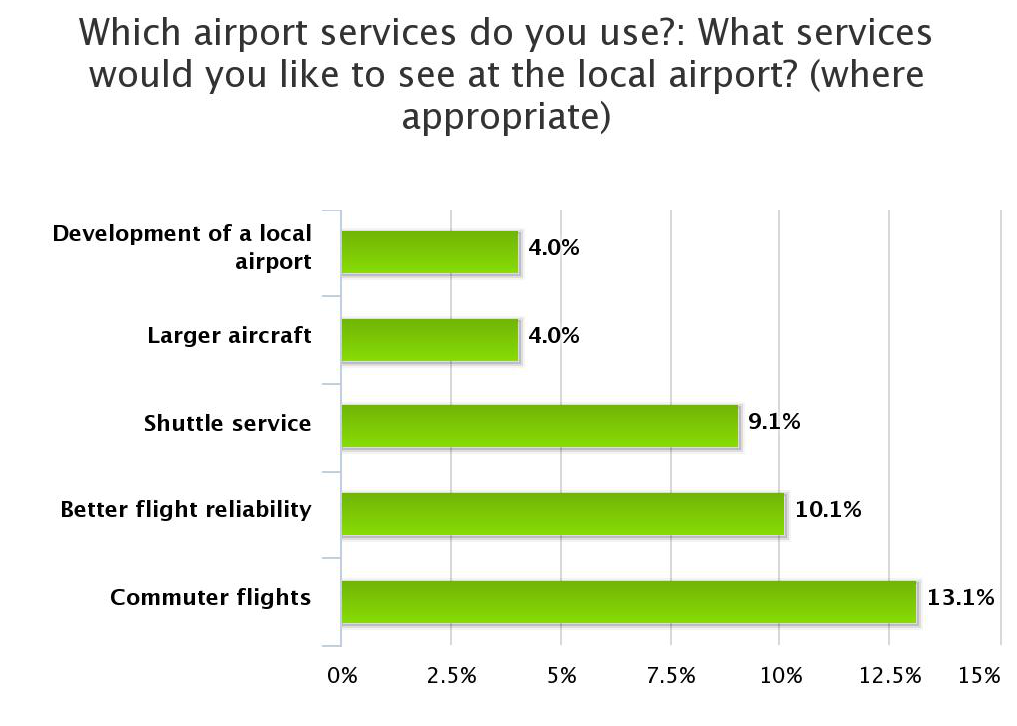 Which airport services do you use?: What services
would you like to see at the local airport? (where
appropriate)
Development of a local
airport
4.0%
Larger aircraft
4.0%
Shuttle service
9.1%
Better flight reliability
10.1%
Commuter flights
13.1%
0% 2.5% 5% 7.5% 10% 12.5% 15%